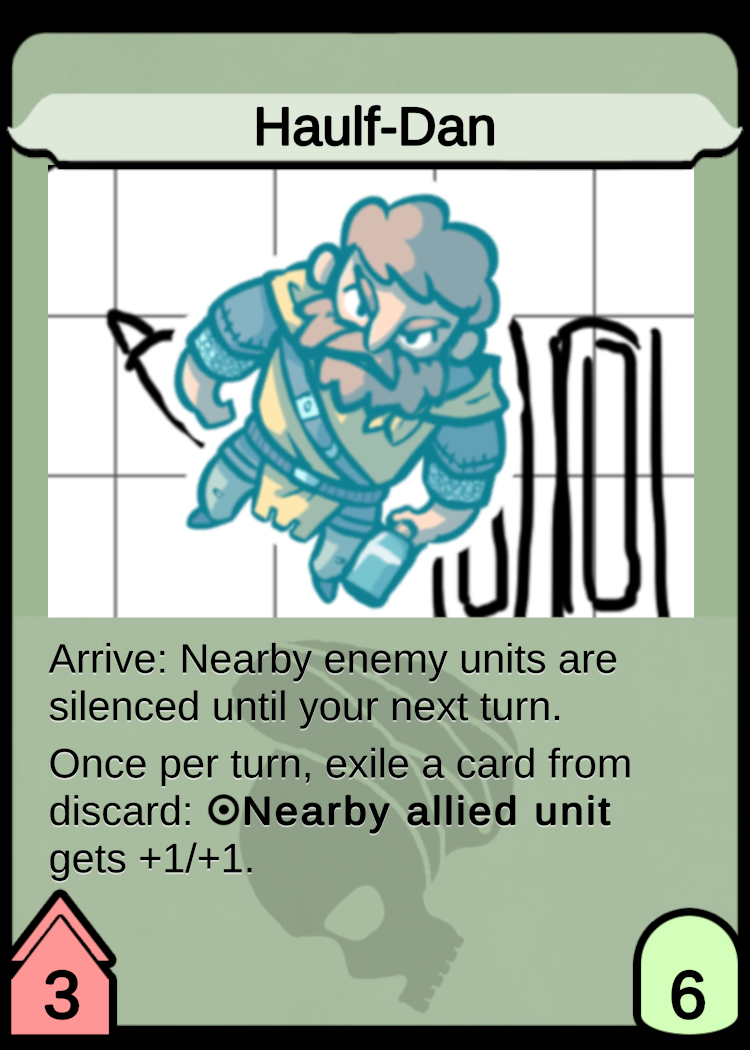 Haulf-Dan
Arrive: Nearby enemy units are
silenced until your next turn.
Once per turn, exile a card from
discard: ⊙Nearby allied unit
gets +1/+1.
3
6